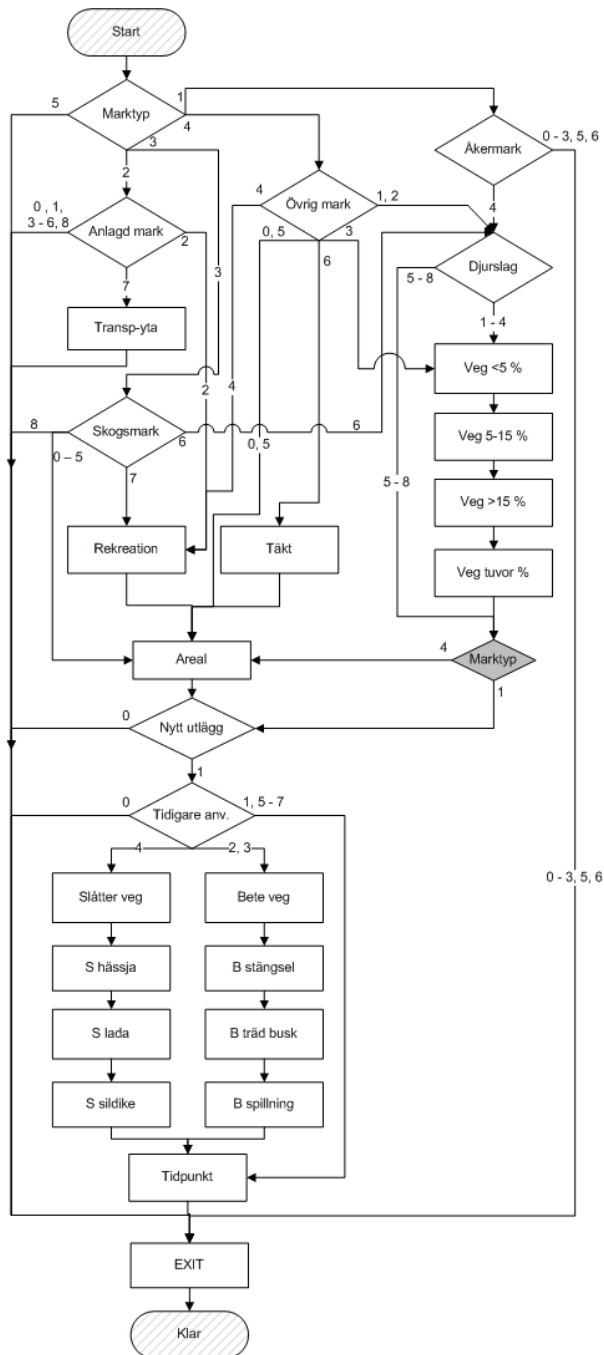 Start
5
Marktyp
1
4
3
2
Åkermark
0 - 3, 5, 6
4
0 , 1,
3 - 6, 8
Anlagd mark
2
4
Övrig mark
1, 2
0, 5
3
6
3
7
5 - 8
Djurslag
Transp-yta
1 - 4
Veg <5 %
2
4
8
Skogsmark
6
6
0, 5
0 – 5
7
Veg 5-15 %
5 - 8
Veg >15 %
Rekreation
Täkt
Veg tuvor %
Areal
4
Marktyp
1
0
Nytt utlägg
1
0
Tidigare anv.
1, 5 - 7
4
2, 3
0 - 3, 5, 6
Slåtter veg
Bete veg
S hässja
B stängsel
S lada
B träd busk
S sildike
B spillning
Tidpunkt
EXIT
Klar